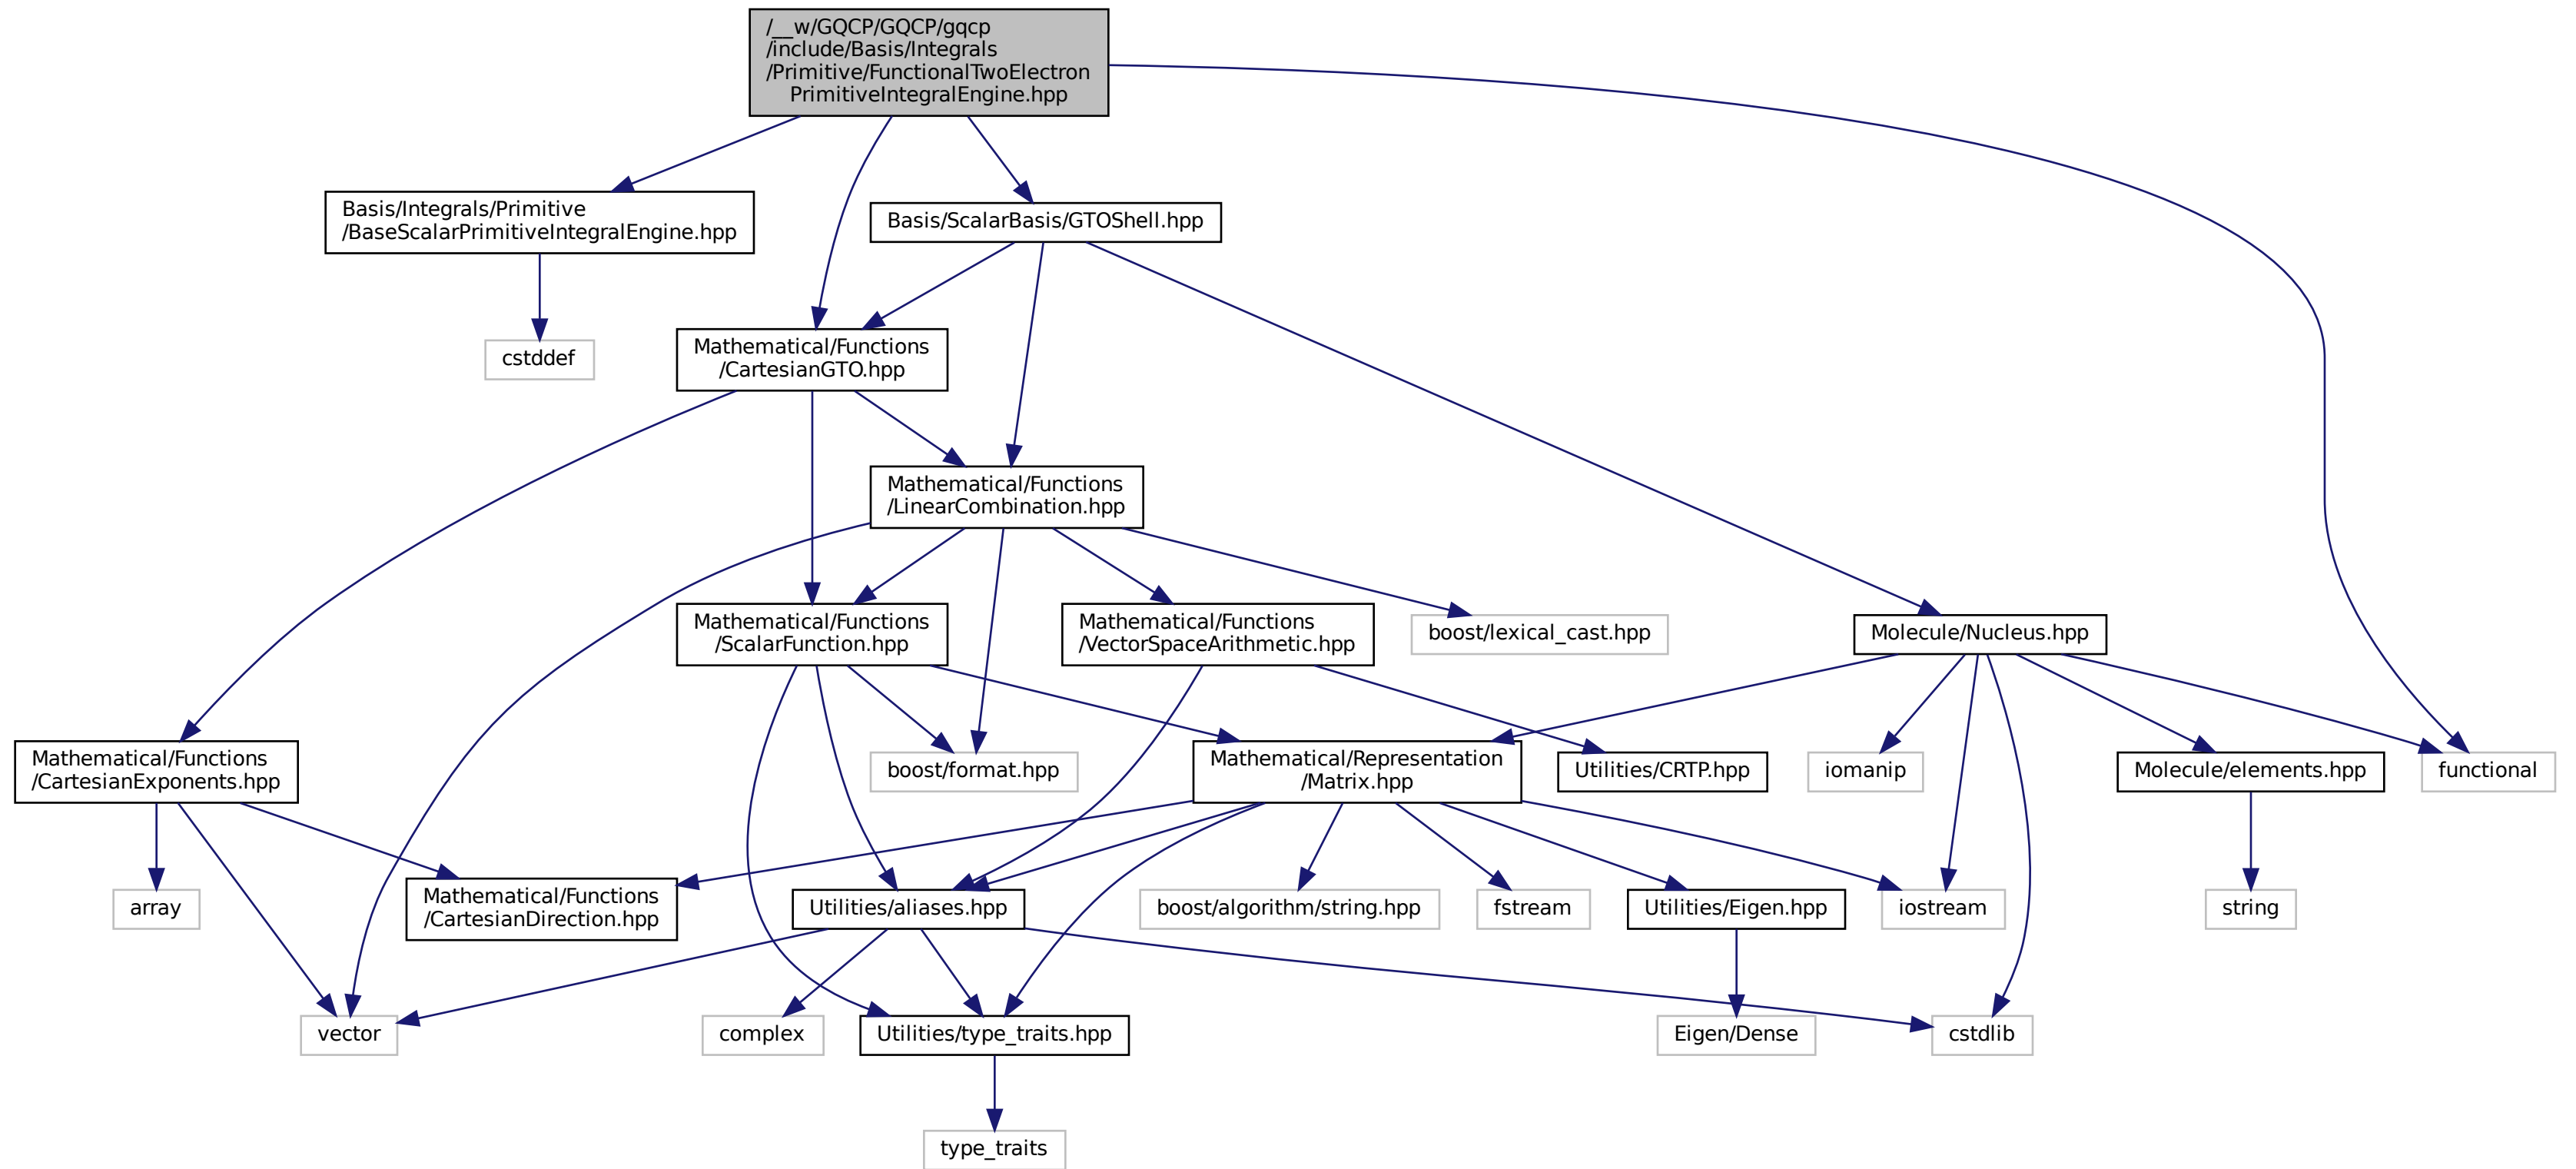 /__w/GQCP/GQCP/gqcp
/include/Basis/Integrals
/Primitive/FunctionalTwoElectron
PrimitiveIntegralEngine.hpp
Basis/Integrals/Primitive
/BaseScalarPrimitiveIntegralEngine.hpp
Basis/ScalarBasis/GTOShell.hpp
cstddef
Mathematical/Functions
/CartesianGTO.hpp
Mathematical/Functions
/LinearCombination.hpp
Mathematical/Functions
/ScalarFunction.hpp
Mathematical/Functions
/VectorSpaceArithmetic.hpp
boost/lexical_cast.hpp
Molecule/Nucleus.hpp
Mathematical/Functions
/CartesianExponents.hpp
boost/format.hpp
Mathematical/Representation
/Matrix.hpp
Utilities/CRTP.hpp
iomanip
Molecule/elements.hpp
functional
array
Mathematical/Functions
/CartesianDirection.hpp
Utilities/aliases.hpp
boost/algorithm/string.hpp
fstream
Utilities/Eigen.hpp
iostream
string
vector
complex
Utilities/type_traits.hpp
Eigen/Dense
cstdlib
type_traits